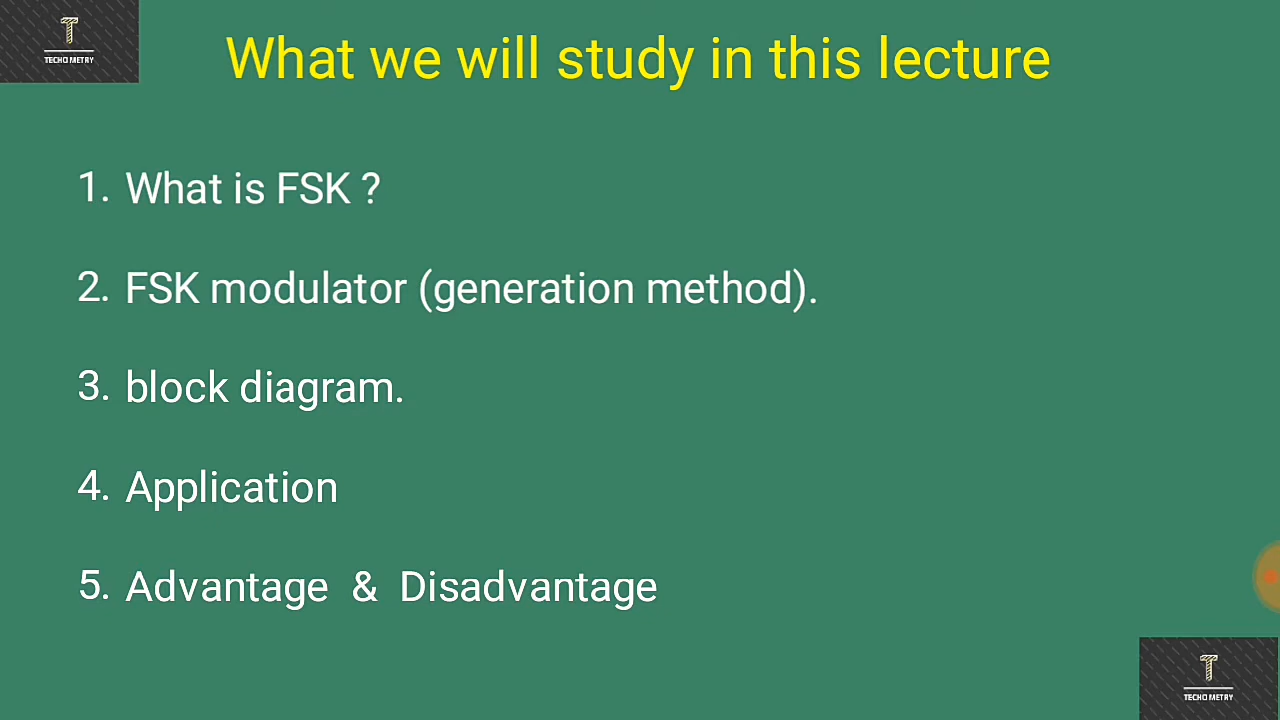 T
TECHO METRY
What we will study in this lecture
1. What is FSK ?
2. FSK modulator (generation method).
3. block diagram.
4. Application
5. Advantage & Disadvantage
T
TECHO METRY